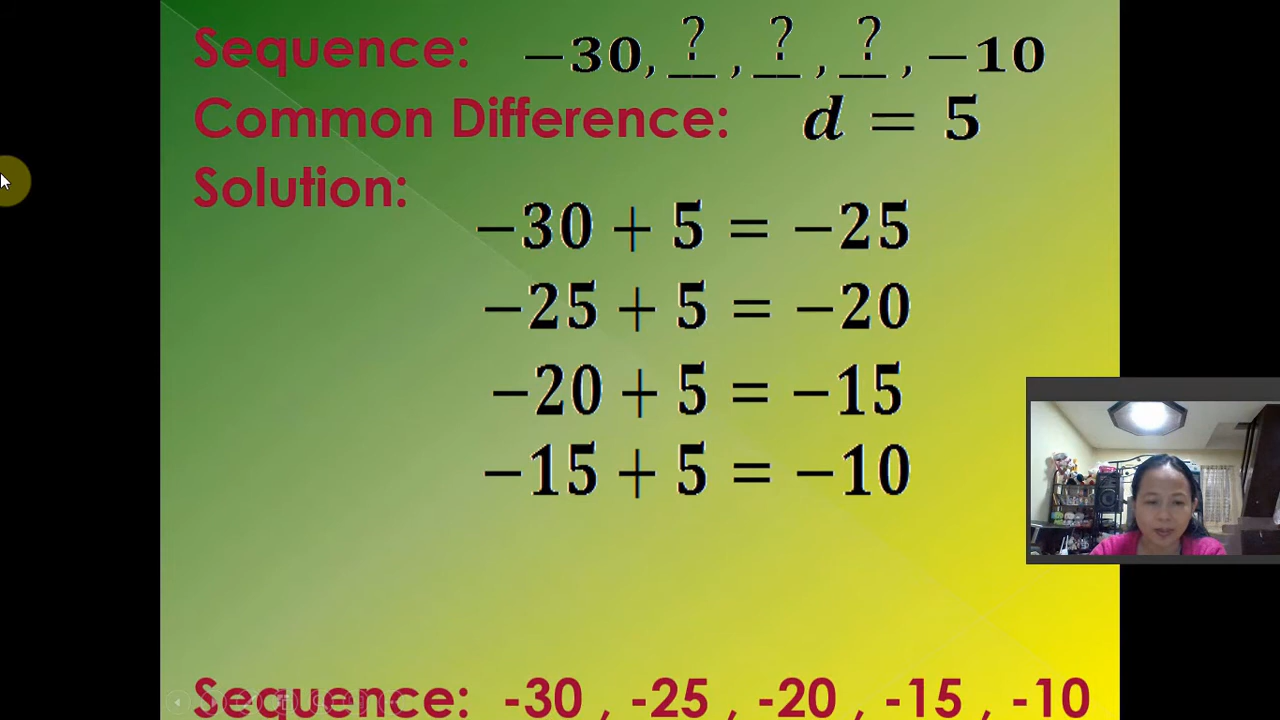 Sequence: −30, ?, ?, ?, −10
Common Difference: d = 5
Solution:
−30 + 5 = −25
−25 + 5 = −20
−20 + 5 = −15
−15 + 5 = −10
Sequence: -30 , -25 , -20 , -15 , -10